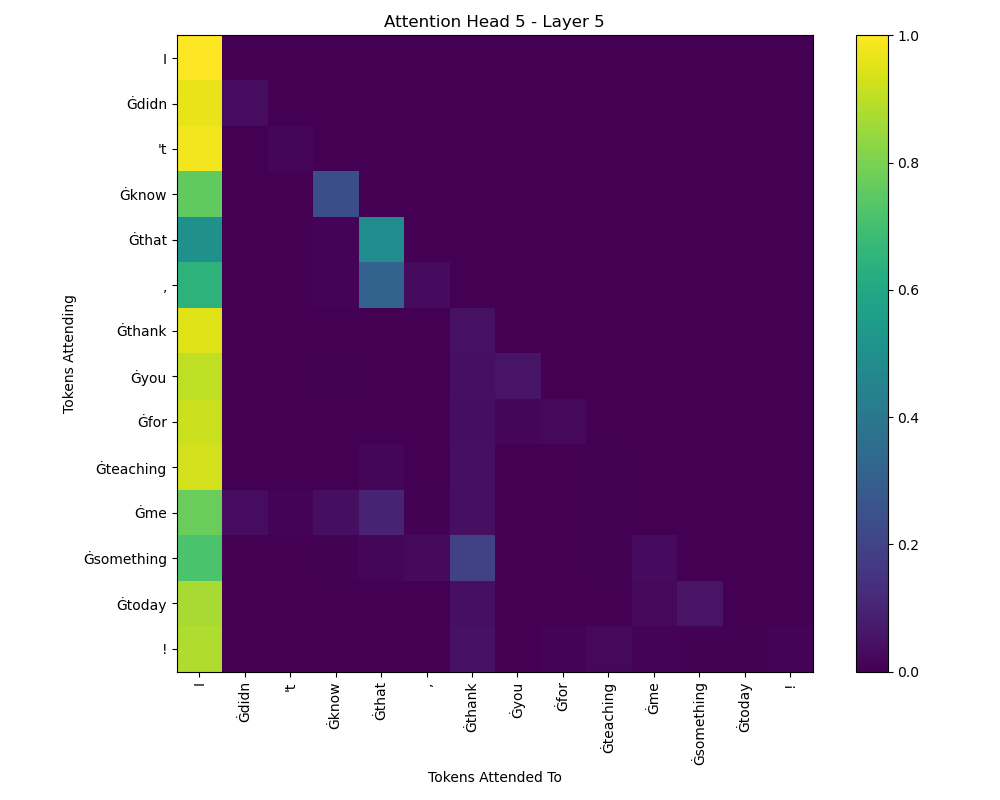 Attention Head 5 - Layer 5
Tokens Attending
I
Ġdidn
't
Ġknow
Ġthat
,
Ġthank
Ġyou
Ġfor
Ġteaching
Ġme
Ġsomething
Ġtoday
!
I
Ġdidn
't
Ġknow
Ġthat
,
Ġthank
Ġyou
Ġfor
Ġteaching
Ġme
Ġsomething
Ġtoday
!
Tokens Attended To
1.0
0.8
0.6
0.4
0.2
0.0